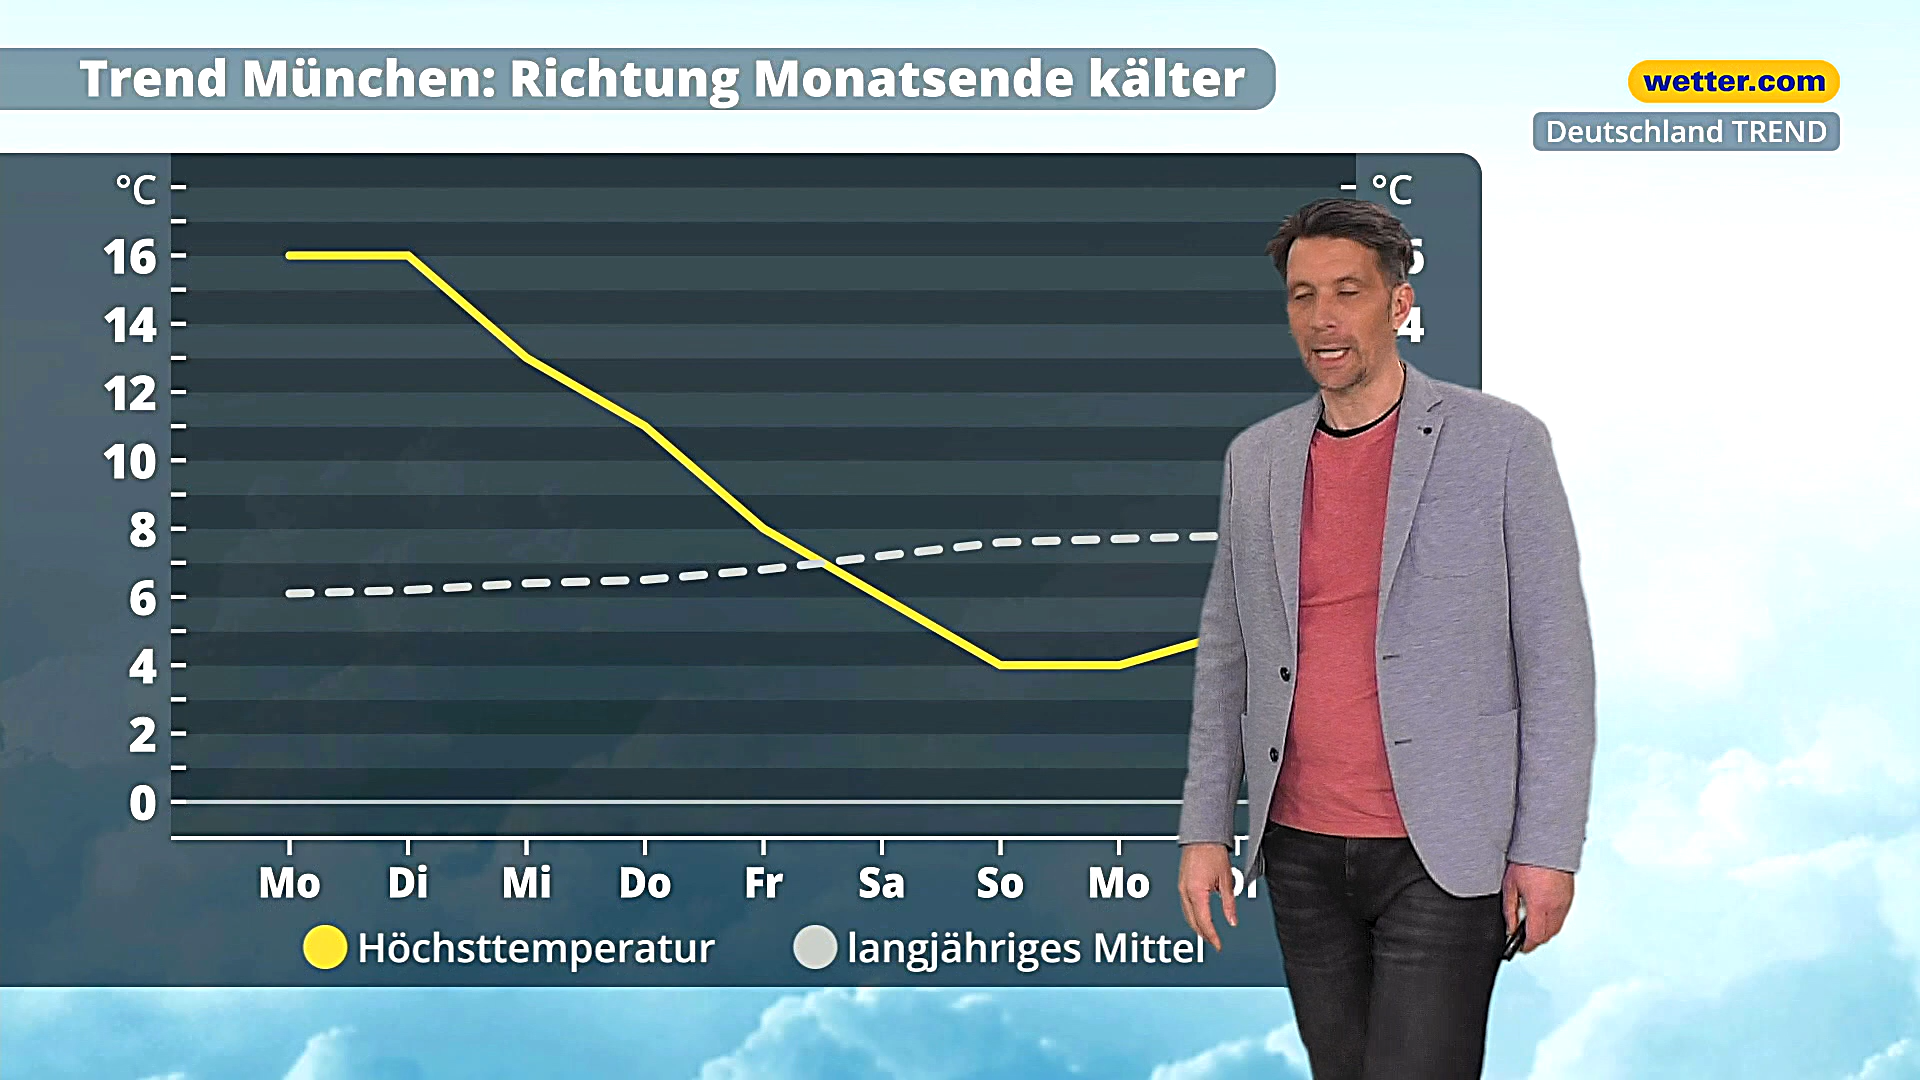 Trend München: Richtung Monatsende kälter
wetter.com
Deutschland TREND
°C
°C
16
14
4
12
10
8
6
4
2
0
Mo Di Mi Do Fr Sa So Mo
Höchsttemperatur langjähriges Mittel